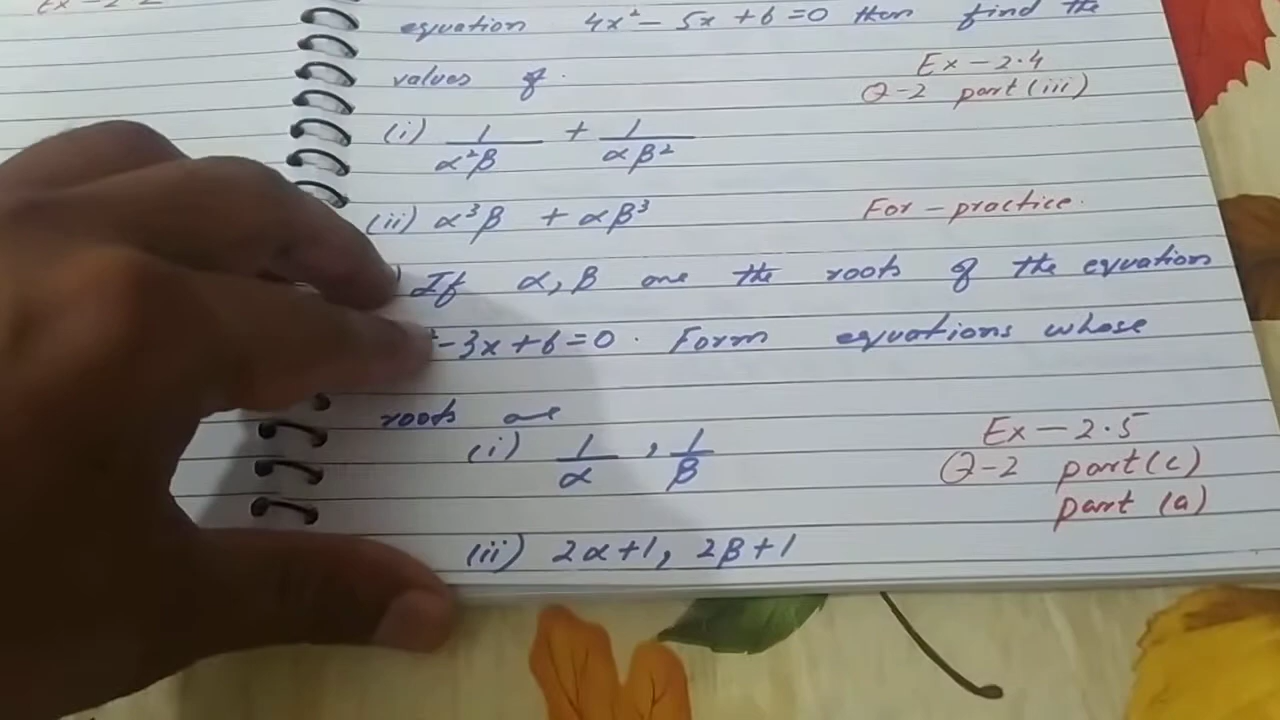 equation 4x² - 5x + 6 = 0 then find the
values of.
Ex - 2.4
Q-2 part (iii)
(i) 1/α²β + 1/αβ²
(ii) α³β + αβ³
For - practice.
) If α, β are the roots of the equation
² - 3x + 6 = 0. Form equations whose
roots are
(i) 1/α , 1/β
Ex - 2.5
Q-2 part (c)
part (a)
(ii) 2α+1, 2β+1